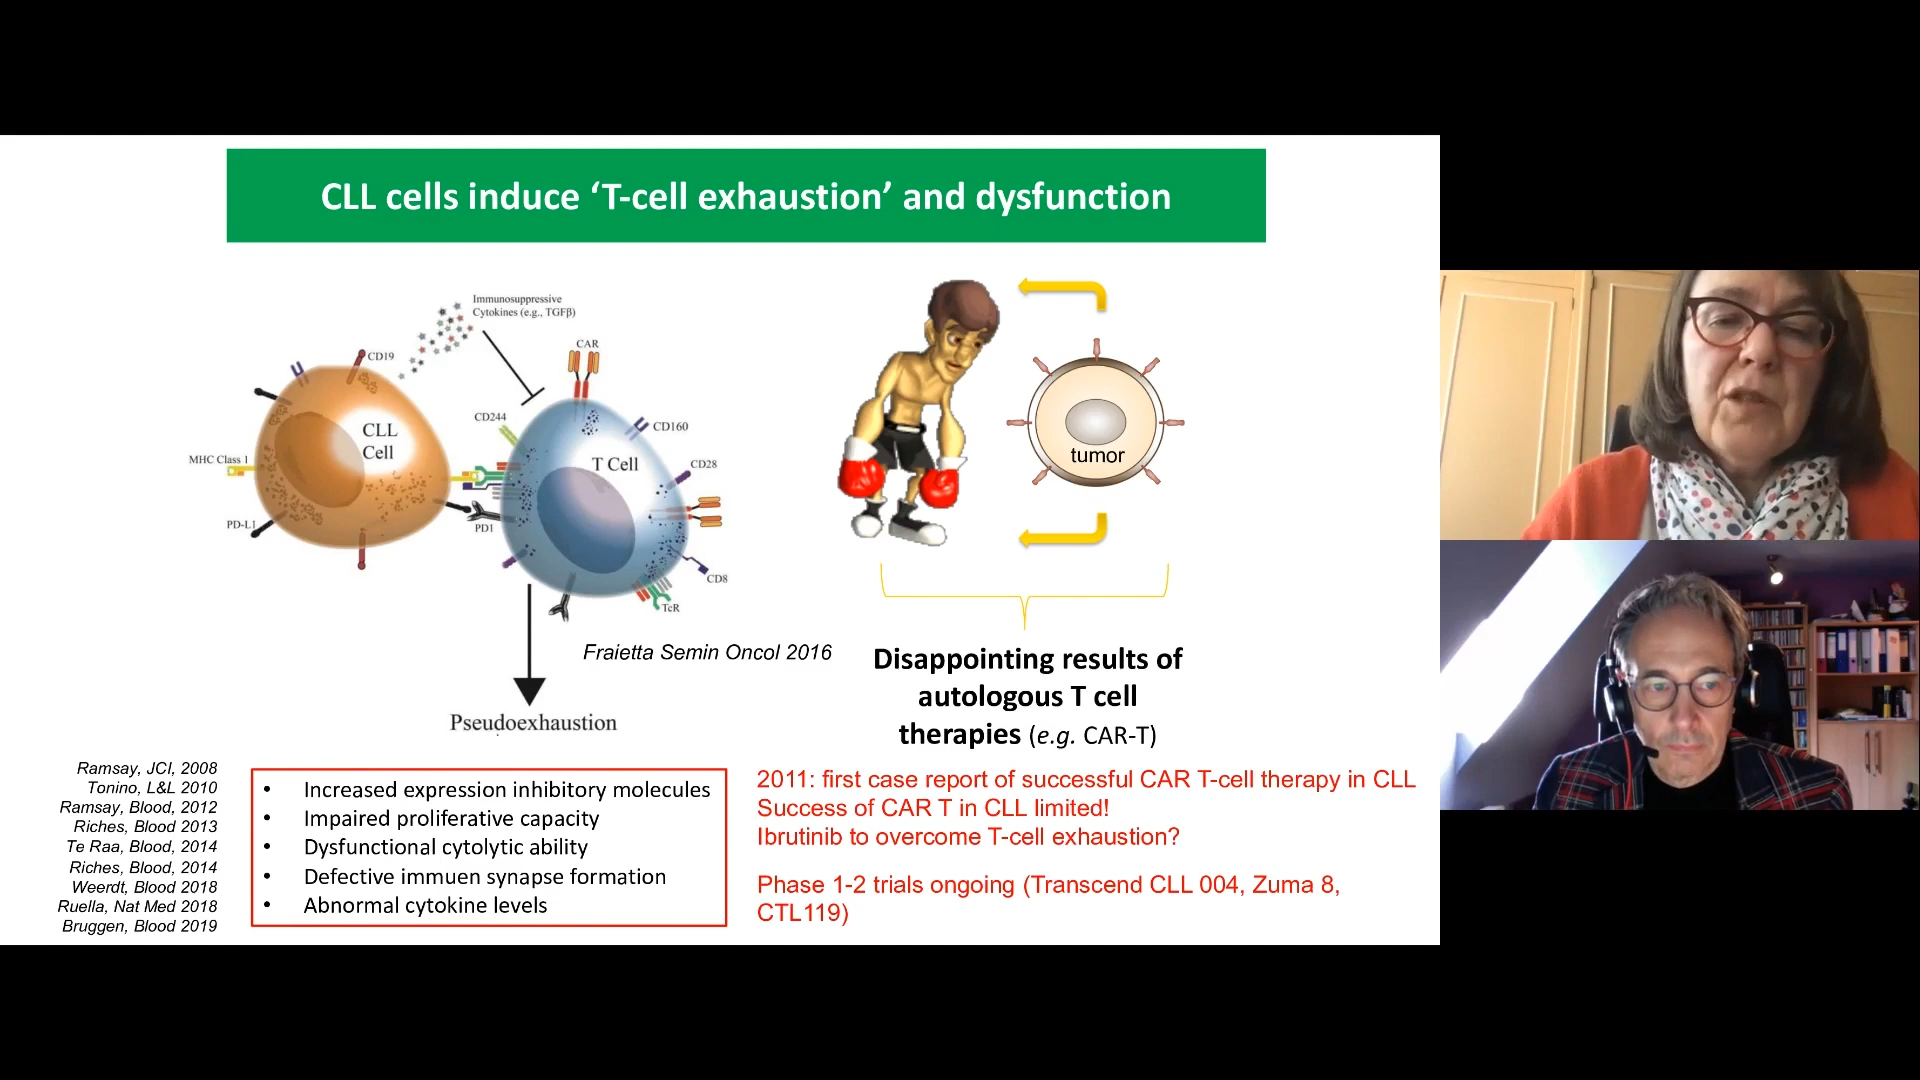 CLL cells induce ‘T-cell exhaustion’ and dysfunction
Immunosuppressive
Cytokines (e.g., TGFβ)
CD19
CAR
CD244
CD160
CLL
Cell
MHC Class 1
T Cell
CD28
PD-L1
PD1
CD8
TcR
Fraietta Semin Oncol 2016
Pseudoexhaustion
tumor
Disappointing results of
autologous T cell
therapies (e.g. CAR-T)
Ramsay, JCI, 2008
Tonino, L&L 2010
Ramsay, Blood, 2012
Riches, Blood 2013
Te Raa, Blood, 2014
Riches, Blood, 2014
Weerdt, Blood 2018
Ruella, Nat Med 2018
Bruggen, Blood 2019
• Increased expression inhibitory molecules
• Impaired proliferative capacity
• Dysfunctional cytolytic ability
• Defective immuen synapse formation
• Abnormal cytokine levels
2011: first case report of successful CAR T-cell therapy in CLL
Success of CAR T in CLL limited!
Ibrutinib to overcome T-cell exhaustion?
Phase 1-2 trials ongoing (Transcend CLL 004, Zuma 8,
CTL119)